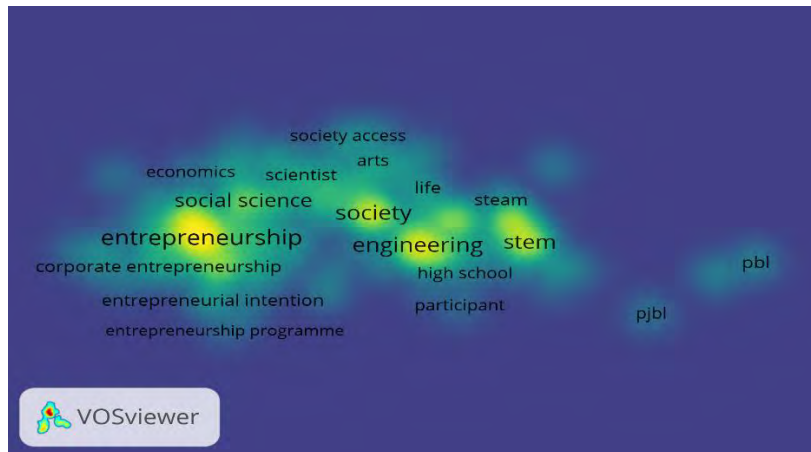 society access
arts
economics
scientist
life
social science
steam
society
entrepreneurship
engineering
stem
corporate entrepreneurship
high school
pbl
entrepreneurial intention
participant
pjbl
entrepreneurship programme
VOSviewer